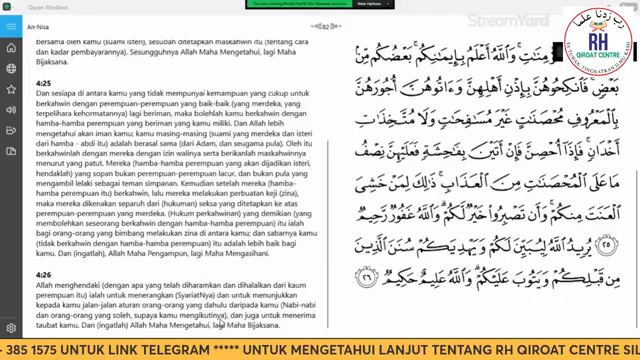 Quran Windows
StreamYard
An-Nisa
bersama oleh kamu (suami isteri), sesudah ditetapkan maskahwin itu (tentang cara
dan kadar pembayarannya). Sesungguhnya Allah Maha Mengetahui, lagi Maha
Bijaksana.
4:25
Dan sesiapa di antara kamu yang tidak mempunyai kemampuan yang cukup untuk
berkahwin dengan perempuan-perempuan yang baik-baik (yang merdeka, yang
terpelihara kehormatannya) lagi beriman, maka bolehlah kamu berkahwin dengan
hamba-hamba perempuan yang beriman yang kamu miliki. Dan Allah lebih
mengetahui akan iman kamu; kamu masing-masing (suami yang merdeka dan isteri
dari hamba - abdi itu) adalah berasal sama (dari Adam, dan seugama pula). Oleh itu
berkahwinlah dengan mereka dengan izin walinya serta berikanlah maskahwinnya
menurut yang patut. Mereka (hamba-hamba perempuan yang akan dijadikan isteri,
hendaklah) yang sopan bukan perempuan-perempuan lacur, dan bukan pula yang
mengambil lelaki sebagai teman simpanan. Kemudian setelah mereka (hamba-
hamba perempuan itu) berkahwin, lalu mereka melakukan perbuatan keji (zina),
maka mereka dikenakan separuh dari (hukuman) seksa yang ditetapkan ke atas
perempuan-perempuan yang merdeka. (Hukum perkahwinan) yang demikian (yang
membolehkan seseorang berkahwin dengan hamba-hamba perempuan) itu ialah
bagi orang-orang yang bimbang melakukan zina di antara kamu; dan sabarnya kamu
(tidak berkahwin dengan hamba-hamba perempuan) itu adalah lebih baik bagi
kamu. Dan (ingatlah), Allah Maha Pengampun, lagi Maha Mengasihani.
4:26
Allah menghendaki (dengan apa yang telah diharamkan dan dihalalkan dari kaum
perempuan itu) ialah untuk menerangkan (SyariatNya) dan untuk menunjukkan
kepada kamu jalan-jalan aturan orang-orang yang dahulu daripada kamu (Nabi-nabi
dan orang-orang yang soleh, supaya kamu mengikutinya), dan juga untuk menerima
taubat kamu. Dan (ingatlah) Allah Maha Mengetahui, lagi Maha Bijaksana.
82
وَٱللَّهُ أَعْلَمُ بِإِيمَـٰنِكُم ۚ بَعْضُكُم مِّنۢ
بَعْضٍ ۚ فَٱنكِحُوهُنَّ بِإِذْنِ أَهْلِهِنَّ وَءَاتُوهُنَّ أُجُورَهُنَّ
بِٱلْمَعْرُوفِ مُحْصَنَـٰتٍ غَيْرَ مُسَـٰفِحَـٰتٍ وَلَا مُتَّخِذَٰتِ
أَخْدَانٍ ۚ فَإِذَآ أُحْصِنَّ فَإِنْ أَتَيْنَ بِفَـٰحِشَةٍ فَعَلَيْهِنَّ نِصْفُ
مَا عَلَى ٱلْمُحْصَنَـٰتِ مِنَ ٱلْعَذَابِ ۚ ذَٰلِكَ لِمَنْ خَشِىَ
ٱلْعَنَتَ مِنكُمْ ۚ وَأَن تَصْبِرُوا۟ خَيْرٌ لَّكُمْ ۗ وَٱللَّهُ غَفُورٌ رَّحِيمٌ
٢٥ يُرِيدُ ٱللَّهُ لِيُبَيِّنَ لَكُمْ وَيَهْدِيَكُمْ سُنَنَ ٱلَّذِينَ
مِن قَبْلِكُمْ وَيَتُوبَ عَلَيْكُمْ ۗ وَٱللَّهُ عَلِيمٌ حَكِيمٌ ٢٦
رب زدنا علما
RH
QIROAT CENTRE
- 385 1575 UNTUK LINK TELEGRAM ***** UNTUK MENGETAHUI LANJUT TENTANG RH QIROAT CENTRE SIL